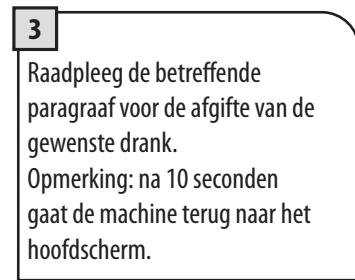 3
Raadpleeg de betreffende
paragraaf voor de afgifte van de
gewenste drank.
Opmerking: na 10 seconden
gaat de machine terug naar het
hoofdscherm.